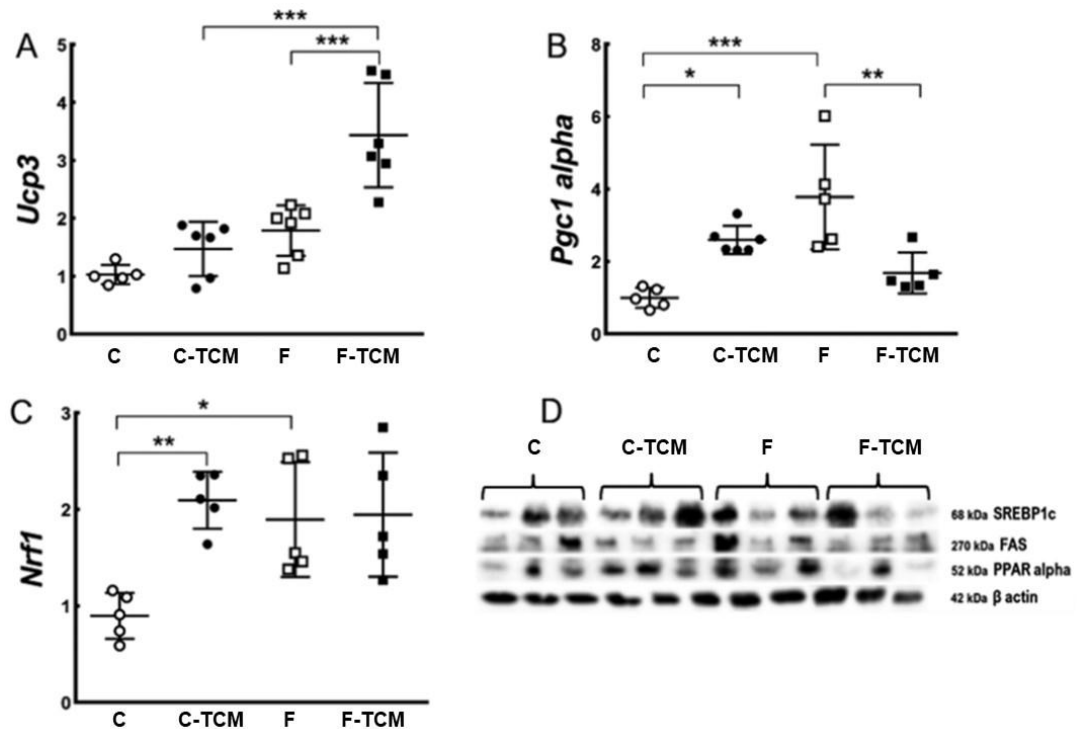 A
***
***
5
4
3
2
1
0
Ucp3
C C-TCM F F-TCM
B
***
*
**
8
6
4
2
0
Pgc1 alpha
C C-TCM F F-TCM
C
*
**
3
2
1
0
Nrf1
C C-TCM F F-TCM
D
C C-TCM F F-TCM
68 kDa SREBP1c
270 kDa FAS
52 kDa PPAR alpha
42 kDa β actin